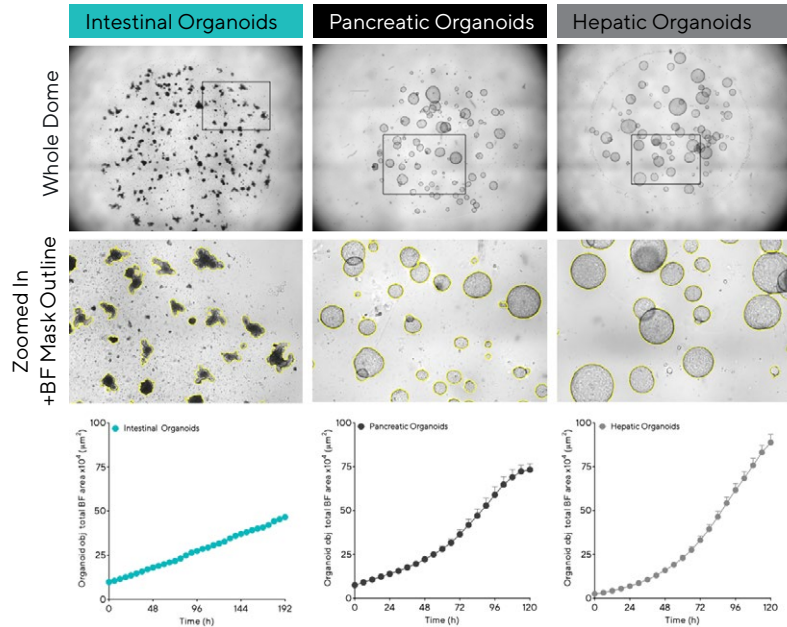 Intestinal Organoids
Pancreatic Organoids
Hepatic Organoids
Whole Dome
Zoomed In
+BF Mask Outline
Organoid obj. total BF area x10⁴ (µm²)
100
75
50
25
0
Intestinal Organoids
0 48 96 144 192
Time (h)
Organoid obj. total BF area x10⁴ (µm²)
100
75
50
25
0
Pancreatic Organoids
0 24 48 72 96 120
Time (h)
Organoid obj. total BF area x10⁴ (µm²)
100
75
50
25
0
Hepatic Organoids
0 24 48 72 96 120
Time (h)